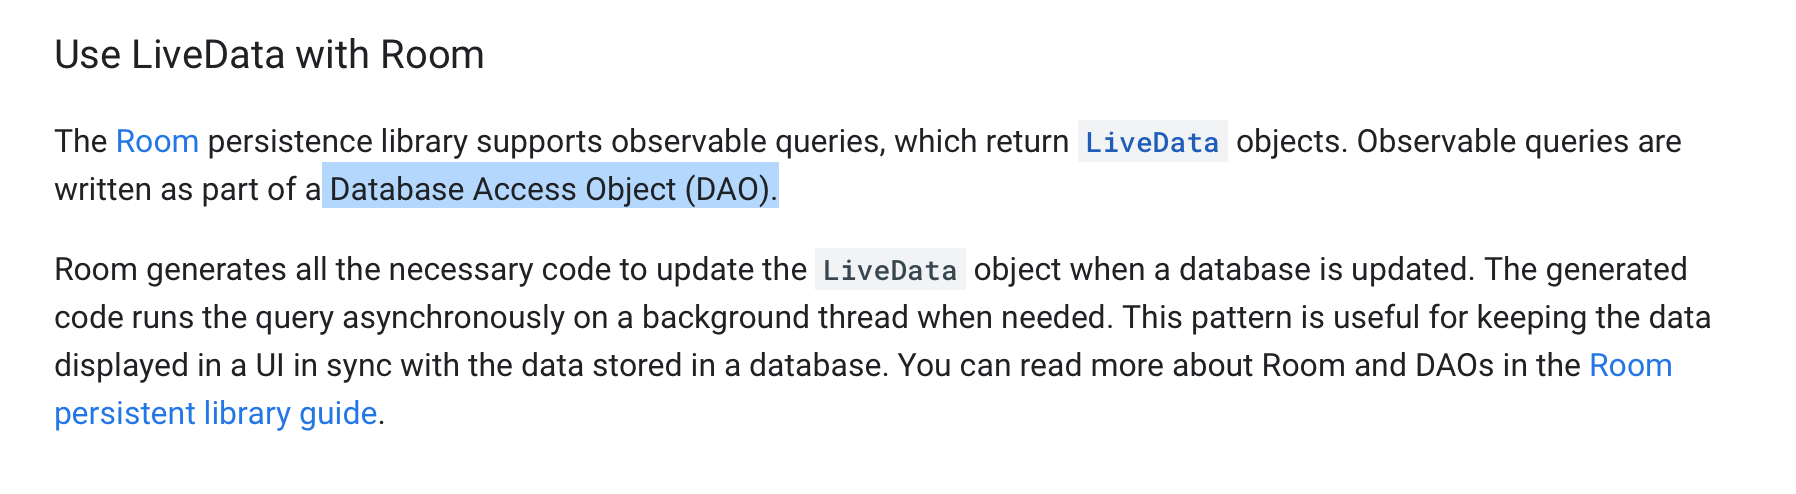 Use LiveData with Room
The Room persistence library supports observable queries, which return LiveData objects. Observable queries are
written as part of a Database Access Object (DAO).
Room generates all the necessary code to update the LiveData object when a database is updated. The generated
code runs the query asynchronously on a background thread when needed. This pattern is useful for keeping the data
displayed in a UI in sync with the data stored in a database. You can read more about Room and DAOs in the Room
persistent library guide.